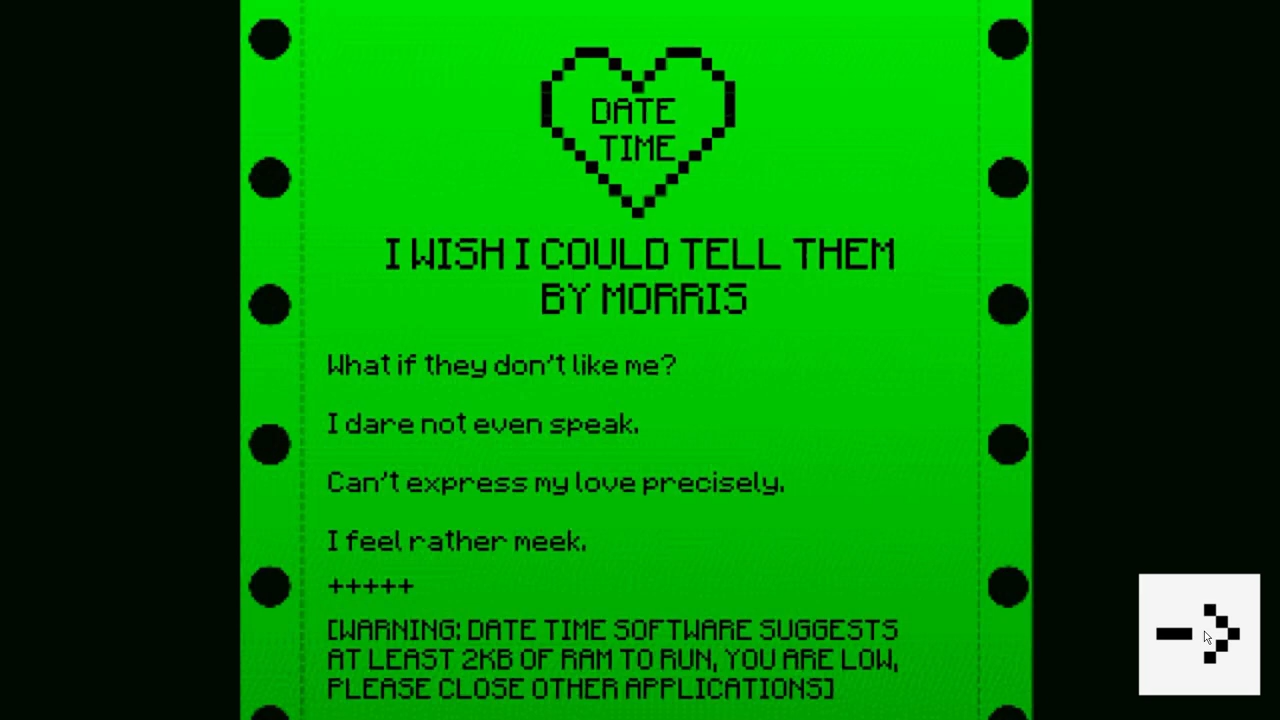 DATE
TIME
I WISH I COULD TELL THEM
BY MORRIS
What if they don't like me?
I dare not even speak.
Can't express my love precisely.
I feel rather meek.
+++++
[WARNING: DATE TIME SOFTWARE SUGGESTS
AT LEAST 2KB OF RAM TO RUN, YOU ARE LOW,
PLEASE CLOSE OTHER APPLICATIONS]